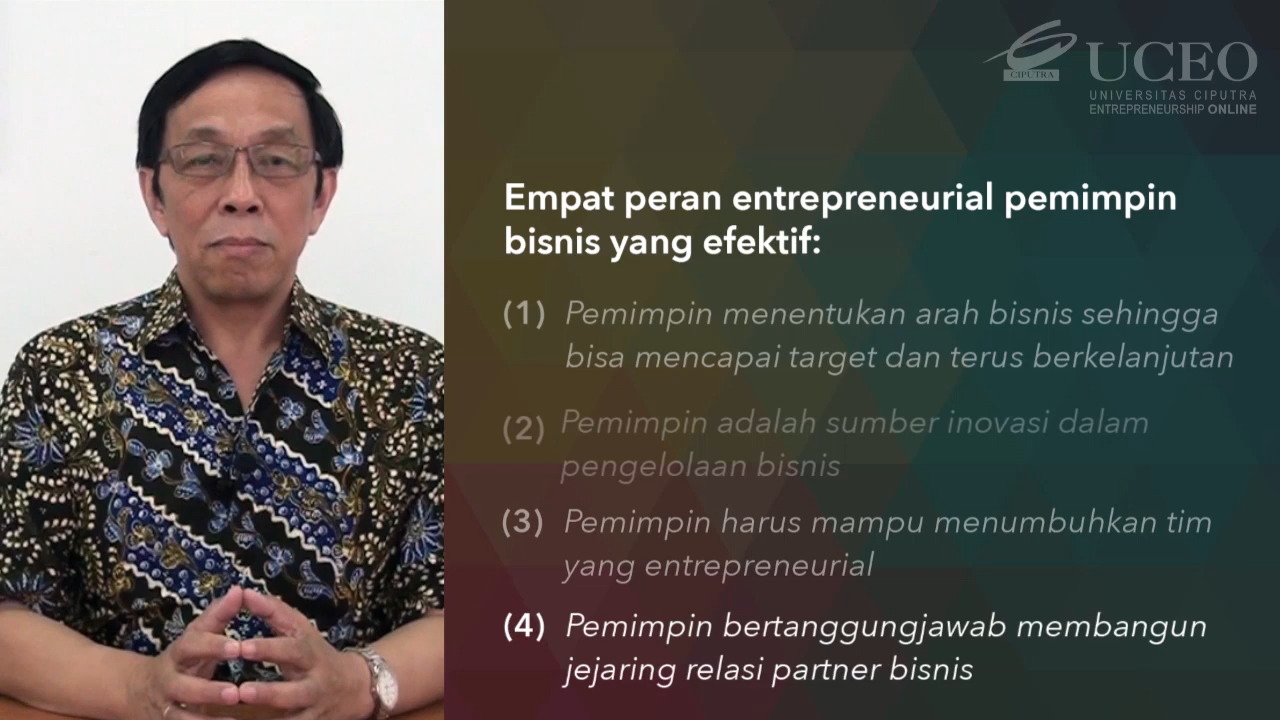 CIPUTRA
UCEO
UNIVERSITAS CIPUTRA
ENTREPRENEURSHIP ONLINE
Empat peran entrepreneurial pemimpin
bisnis yang efektif:
(1) Pemimpin menentukan arah bisnis sehingga
bisa mencapai target dan terus berkelanjutan
(2) Pemimpin adalah sumber inovasi dalam
pengelolaan bisnis
(3) Pemimpin harus mampu menumbuhkan tim
yang entrepreneurial
(4) Pemimpin bertanggungjawab membangun
jejaring relasi partner bisnis